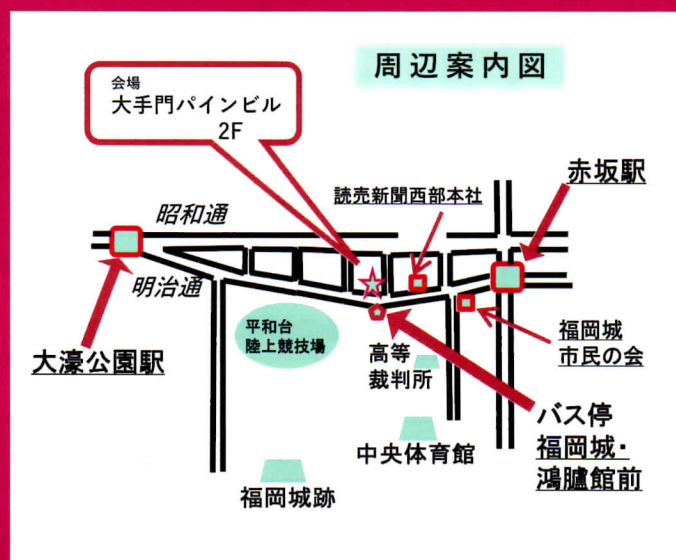 周辺案内図
会場
大手門パインビル
2F
赤坂駅
読売新聞西部本社
昭和通
明治通
平和台
陸上競技場
大濠公園駅
高等
裁判所
福岡城
市民の会
バス停
福岡城・
鴻臚館前
中央体育館
福岡城跡